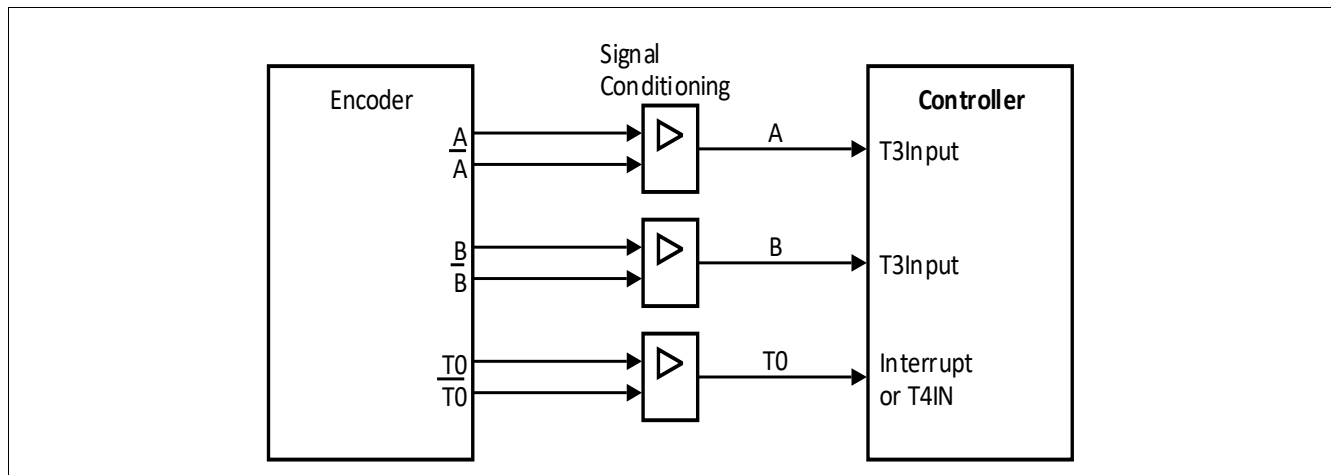 Signal
Conditioning
Encoder
Controller
A
A
A
T3Input
B
B
B
T3Input
T0
T0
T0
Interrupt
or T4IN